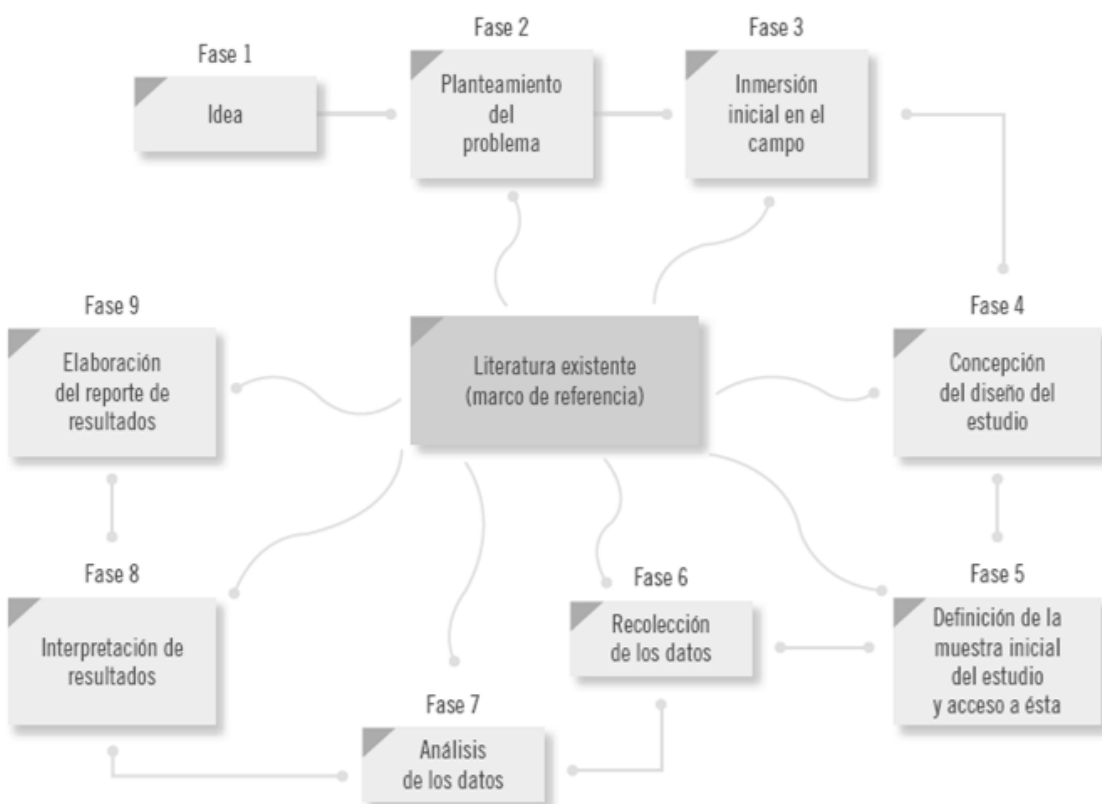 Fase 1
Idea
Fase 2
Planteamiento
del
problema
Fase 3
Inmersión
inicial en el
campo
Fase 9
Elaboración
del reporte de
resultados
Literatura existente
(marco de referencia)
Fase 4
Concepción
del diseño del
estudio
Fase 8
Interpretación de
resultados
Fase 7
Análisis
de los datos
Fase 6
Recolección
de los datos
Fase 5
Definición de la
muestra inicial
del estudio
y acceso a ésta